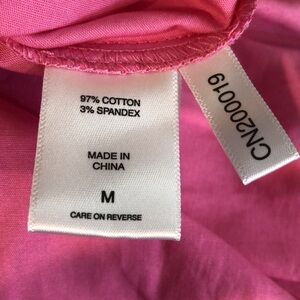 97% COTTON
3% SPANDEX
MADE IN
CHINA
M
CARE ON REVERSE
CN200019